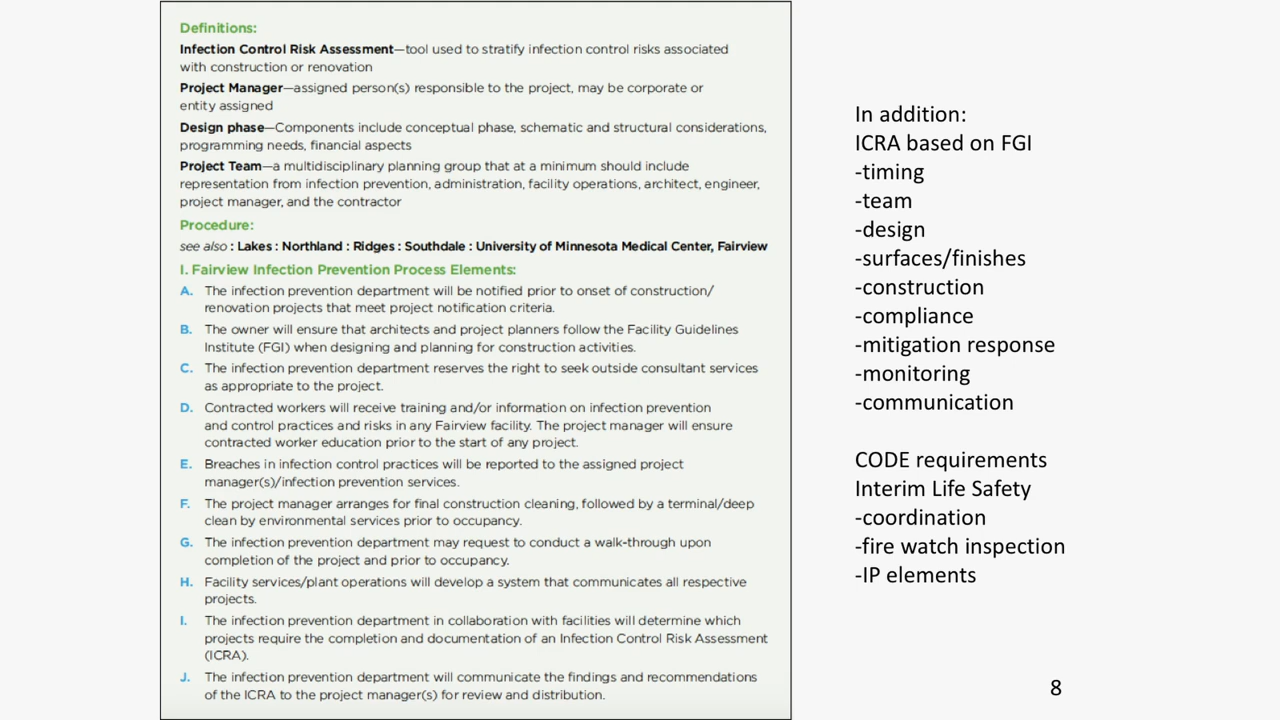 Definitions:
Infection Control Risk Assessment—tool used to stratify infection control risks associated
with construction or renovation
Project Manager—assigned person(s) responsible to the project, may be corporate or
entity assigned
Design phase—Components include conceptual phase, schematic and structural considerations,
programming needs, financial aspects
Project Team—a multidisciplinary planning group that at a minimum should include
representation from infection prevention, administration, facility operations, architect, engineer,
project manager, and the contractor
Procedure:
see also : Lakes : Northland : Ridges : Southdale : University of Minnesota Medical Center, Fairview
I. Fairview Infection Prevention Process Elements:
A. The infection prevention department will be notified prior to onset of construction/
renovation projects that meet project notification criteria.
B. The owner will ensure that architects and project planners follow the Facility Guidelines
Institute (FGI) when designing and planning for construction activities.
C. The infection prevention department reserves the right to seek outside consultant services
as appropriate to the project.
D. Contracted workers will receive training and/or information on infection prevention
and control practices and risks in any Fairview facility. The project manager will ensure
contracted worker education prior to the start of any project.
E. Breaches in infection control practices will be reported to the assigned project
manager(s)/infection prevention services.
F. The project manager arranges for final construction cleaning, followed by a terminal/deep
clean by environmental services prior to occupancy.
G. The infection prevention department may request to conduct a walk-through upon
completion of the project and prior to occupancy.
H. Facility services/plant operations will develop a system that communicates all respective
projects.
I. The infection prevention department in collaboration with facilities will determine which
projects require the completion and documentation of an Infection Control Risk Assessment
(ICRA).
J. The infection prevention department will communicate the findings and recommendations
of the ICRA to the project manager(s) for review and distribution.
In addition:
ICRA based on FGI
-timing
-team
-design
-surfaces/finishes
-construction
-compliance
-mitigation response
-monitoring
-communication
CODE requirements
Interim Life Safety
-coordination
-fire watch inspection
-IP elements
8